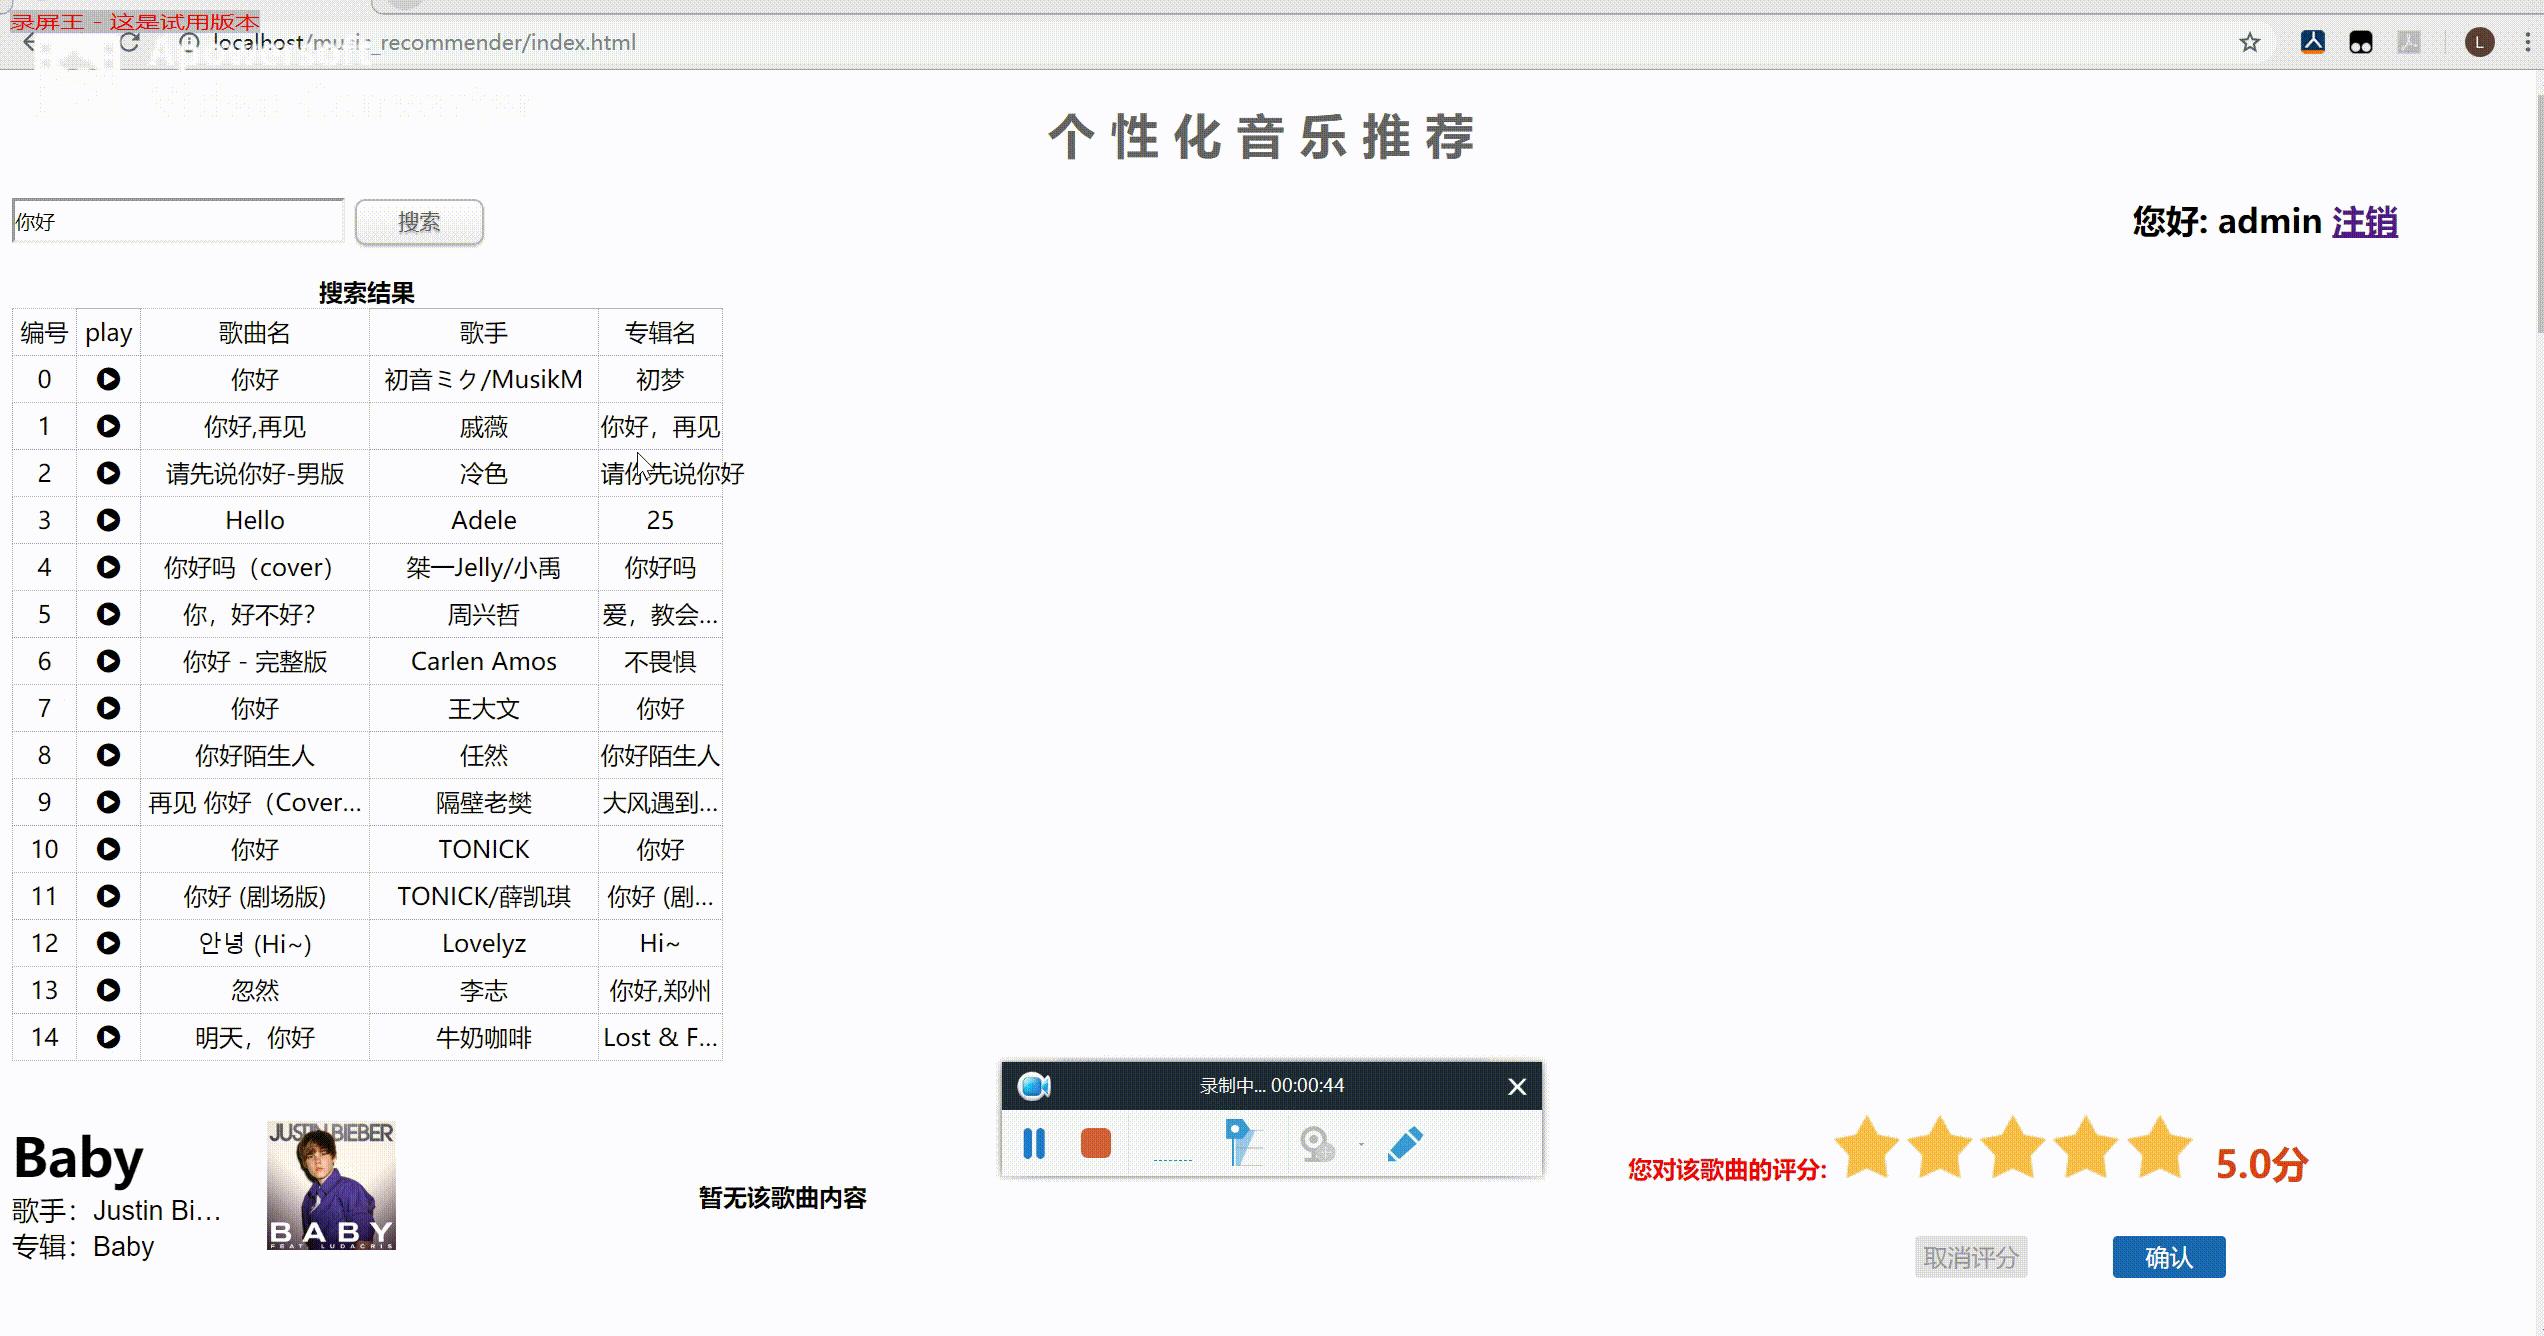 录屏王 - 这是试用版本
localhost/music_recommender/index.html
L
Apowersoft
Video Converter
个性化音乐推荐
你好
搜索
您好: admin 注销
搜索结果
编号 play 歌曲名 歌手 专辑名
0 你好 初音ミク/MusikM 初梦
1 你好,再见 戚薇 你好，再见
2 请先说你好-男版 冷色 请你先说你好
3 Hello Adele 25
4 你好吗（cover） 桀一Jelly/小禹 你好吗
5 你，好不好？ 周兴哲 爱，教会...
6 你好 - 完整版 Carlen Amos 不畏惧
7 你好 王大文 你好
8 你好陌生人 任然 你好陌生人
9 再见 你好（Cover... 隔壁老樊 大风遇到...
10 你好 TONICK 你好
11 你好 (剧场版) TONICK/薛凯琪 你好 (剧...
12 안녕 (Hi~) Lovelyz Hi~
13 忽然 李志 你好,郑州
14 明天，你好 牛奶咖啡 Lost & F...
录制中... 00:00:44
Baby
歌手：Justin Bi...
专辑：Baby
JUSTIN BIEBER
BABY
FEAT. LUDACRIS
暂无该歌曲内容
您对该歌曲的评分: 5.0分
取消评分 确认